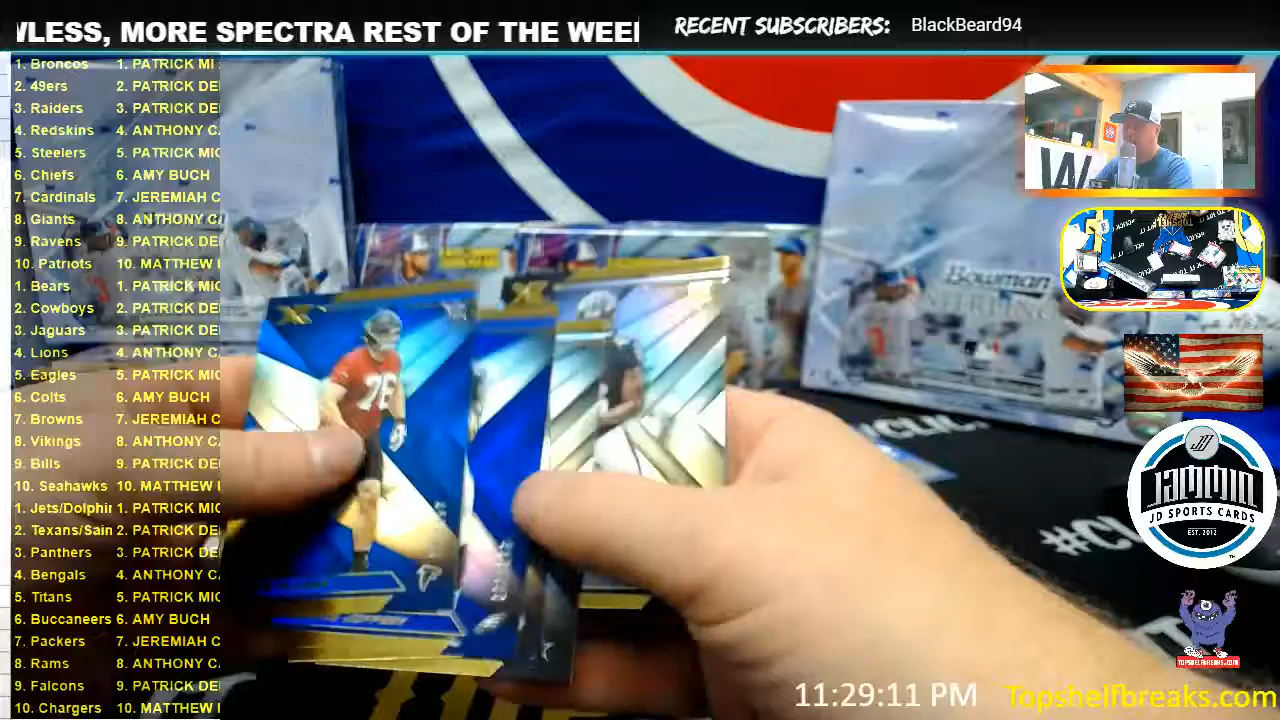 WLESS, MORE SPECTRA REST OF THE WEE
RECENT SUBSCRIBERS: BlackBeard94
1. Broncos 1. PATRICK MI
2. 49ers 2. PATRICK DE
3. Raiders 3. PATRICK DE
4. Redskins 4. ANTHONY C
5. Steelers 5. PATRICK MIC
6. Chiefs 6. AMY BUCH
7. Cardinals 7. JEREMIAH C
8. Giants 8. ANTHONY C
9. Ravens 9. PATRICK DE
10. Patriots 10. MATTHEW
1. Bears 1. PATRICK MIC
2. Cowboys 2. PATRICK DE
3. Jaguars 3. PATRICK DE
4. Lions 4. ANTHONY C
5. Eagles 5. PATRICK MIC
6. Colts 6. AMY BUCH
7. Browns 7. JEREMIAH C
8. Vikings 8. ANTHONY C
9. Bills 9. PATRICK DE
10. Seahawks 10. MATTHEW
1. Jets/Dolphin 1. PATRICK MIC
2. Texans/Sain 2. PATRICK DE
3. Panthers 3. PATRICK DE
4. Bengals 4. ANTHONY C
5. Titans 5. PATRICK MIC
6. Buccaneers 6. AMY BUCH
7. Packers 7. JEREMIAH C
8. Rams 8. ANTHONY C
9. Falcons 9. PATRICK DE
10. Chargers 10. MATTHEW
Bowman
STERLING
76
JAMMIN
JD SPORTS CARDS
EST. 2012
TOPSHELFBREAKS.COM
11:29:11 PM
Topshelfbreaks.com